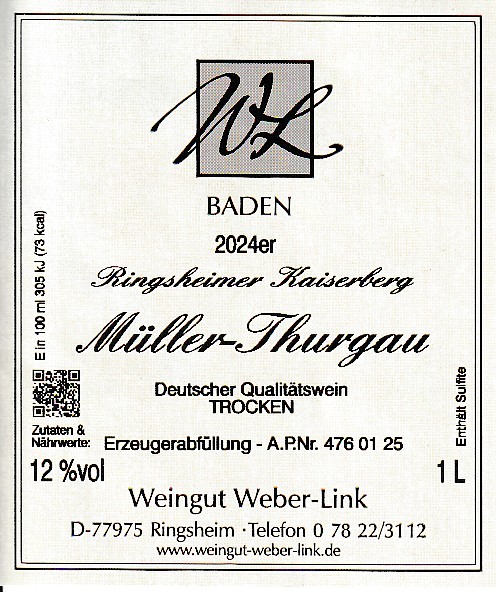 WL
BADEN
2024er
Ringsheimer Kaiserberg
Müller-Thurgau
Deutscher Qualitätswein
TROCKEN
Erzeugerabfüllung - A.P.Nr. 476 01 25
E in 100 ml 305 kJ (73 kcal)
Zutaten &
Nährwerte:
Enthält Sulfite
12 %vol
1 L
Weingut Weber-Link
D-77975 Ringsheim · Telefon 0 78 22/31 12
www.weingut-weber-link.de